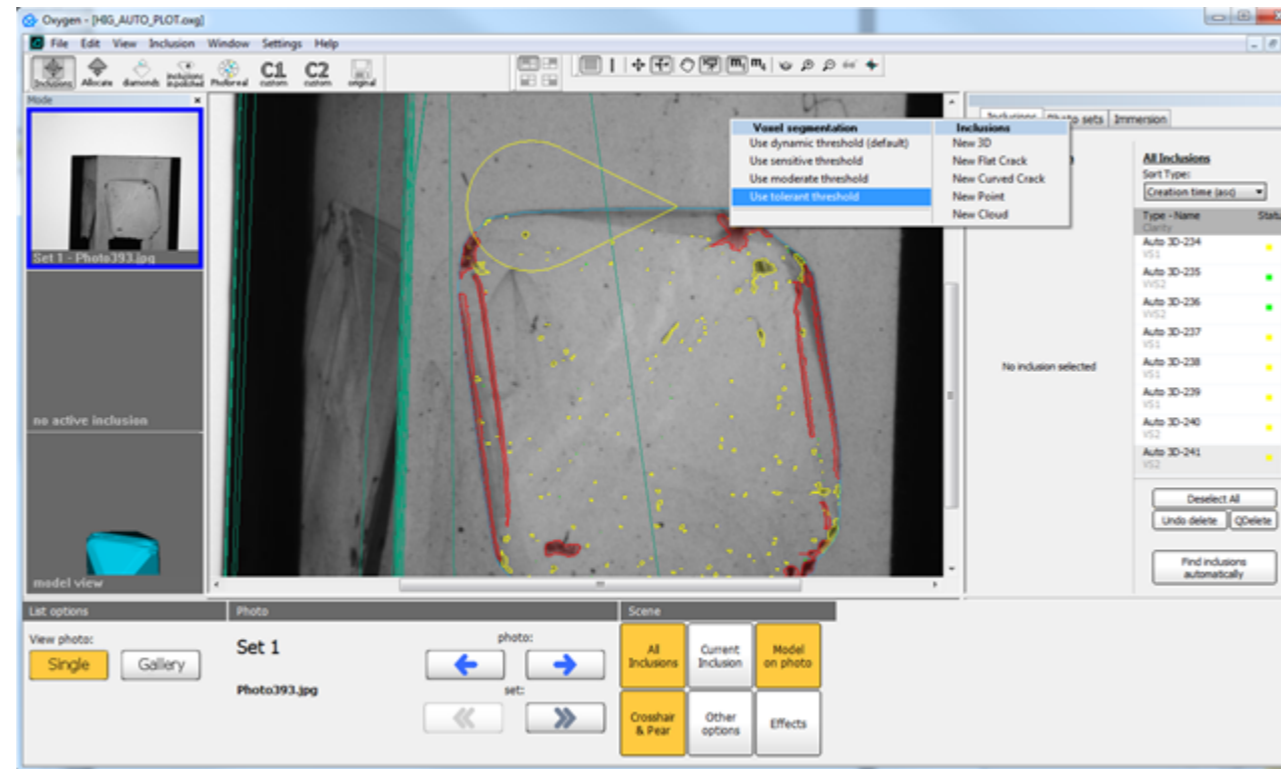 Oxygen - [HIG_AUTO_PLOT.oxg]
File Edit View Inclusion Window Settings Help
Inclusions Allocate diamonds inclusions in polished Photoreal C1 custom C2 custom original
Mode
Set 1 - Photo393.jpg
no active inclusion
model view
Voxel segmentation
Use dynamic threshold (default)
Use sensitive threshold
Use moderate threshold
Use tolerant threshold
Inclusions
New 3D
New Flat Crack
New Curved Crack
New Point
New Cloud
Inclusions Photo sets Immersion
No inclusion selected
All Inclusions
Sort Type:
Creation time (asc)
Type - Name Statu
Clarity
Auto 3D-234
VS1
Auto 3D-235
VVS2
Auto 3D-236
VVS2
Auto 3D-237
VS1
Auto 3D-238
VS1
Auto 3D-239
VS1
Auto 3D-240
VS2
Auto 3D-241
VS2
Deselect All
Undo delete QDelete
Find inclusions
automatically
List options
View photo:
Single Gallery
Photo
Set 1
Photo393.jpg
photo:
set:
Scene
All Inclusions
Current Inclusion
Model on photo
Crosshair & Pear
Other options
Effects